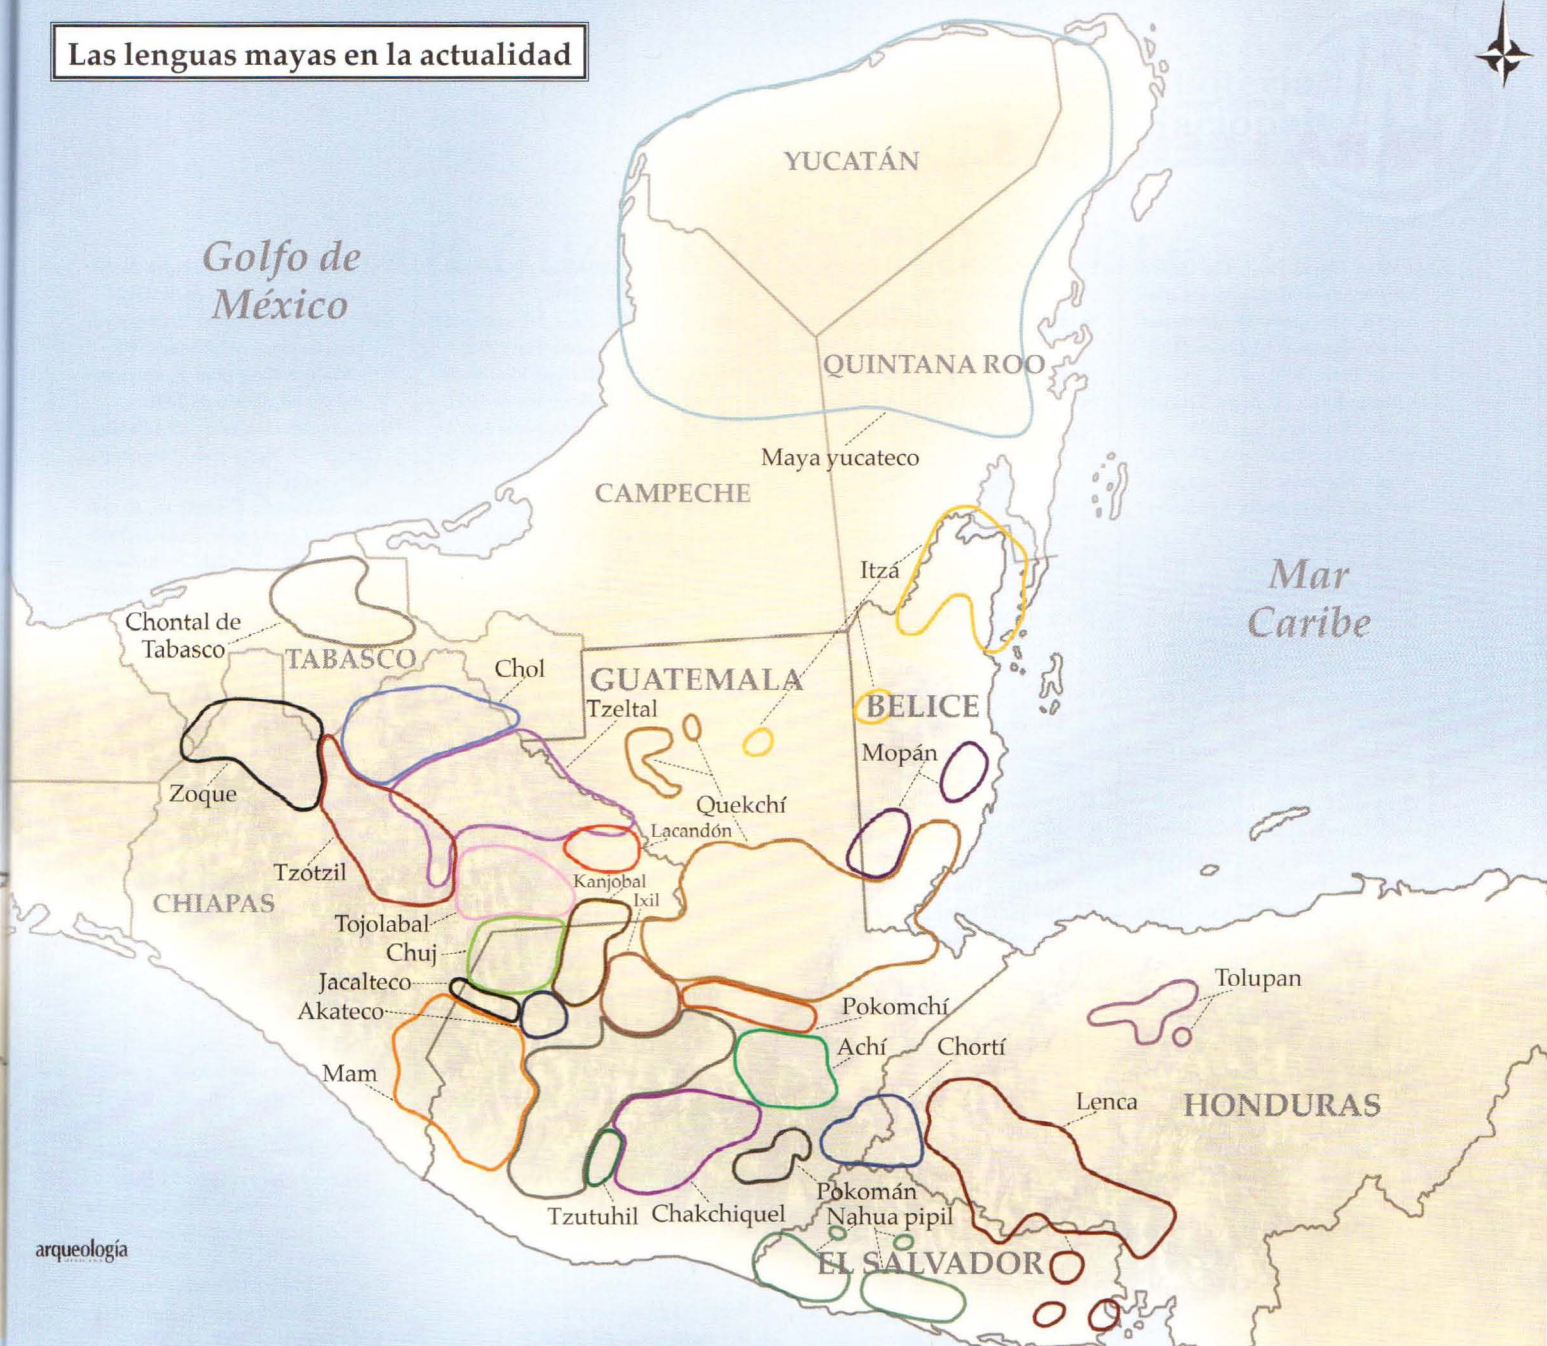 Las lenguas mayas en la actualidad
YUCATÁN
Golfo de
México
QUINTANA ROO
Maya yucateco
CAMPECHE
Itzá
Mar
Caribe
Chontal de
Tabasco
TABASCO
Chol
GUATEMALA
Tzeltal
BELICE
Mopán
Zoque
Quekchí
Lacandón
Tzotzil
Kanjobal
Ixil
CHIAPAS
Tojolabal
Chuj
Jacalteco
Akateco
Tolupan
Pokomchí
Achí
Chortí
Mam
Lenca
HONDURAS
Pokomán
Tzutuhil
Chakchiquel
Nahua pipil
EL SALVADOR
arqueología